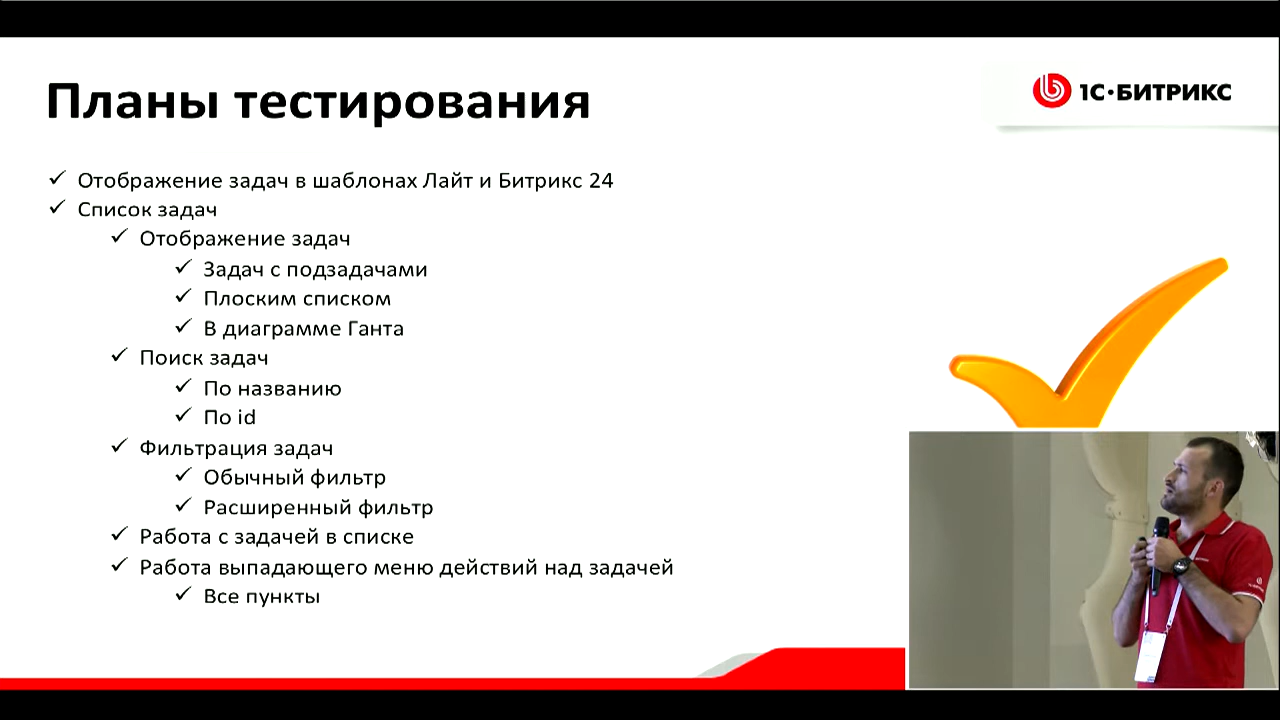 Планы тестирования
1С·БИТРИКС
Отображение задач в шаблонах Лайт и Битрикс 24
Список задач
Отображение задач
Задач с подзадачами
Плоским списком
В диаграмме Ганта
Поиск задач
По названию
По id
Фильтрация задач
Обычный фильтр
Расширенный фильтр
Работа с задачей в списке
Работа выпадающего меню действий над задачей
Все пункты